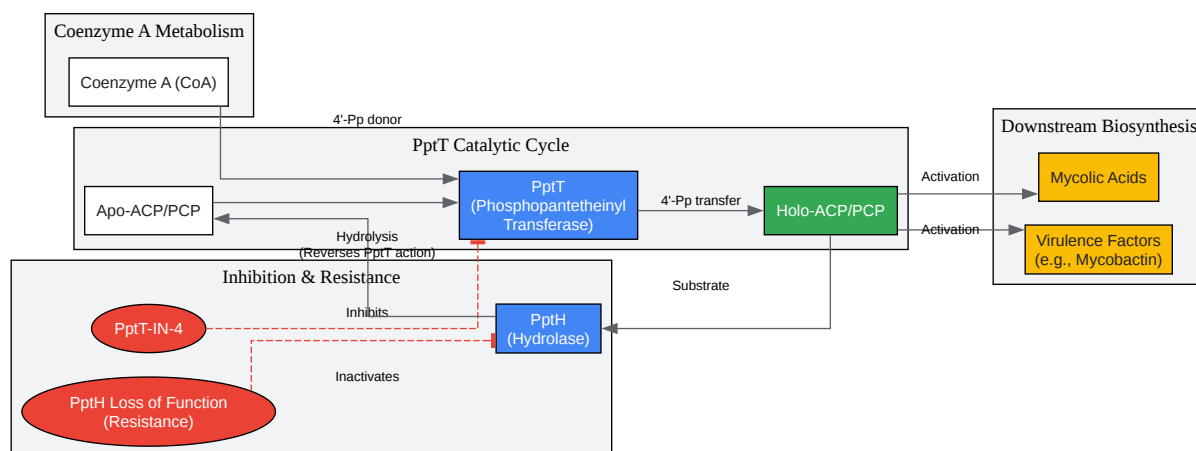 Coenzyme A Metabolism
Coenzyme A (CoA)
4'-Pp donor
PptT Catalytic Cycle
Downstream Biosynthesis
Apo-ACP/PCP
PptT
(Phosphopantetheinyl
Transferase)
4'-Pp transfer
Holo-ACP/PCP
Activation
Mycolic Acids
Activation
Virulence Factors
(e.g., Mycobactin)
Hydrolysis
(Reverses PptT action)
Inhibition & Resistance
Substrate
PptT-IN-4
Inhibits
PptH
(Hydrolase)
Inactivates
PptH Loss of Function
(Resistance)